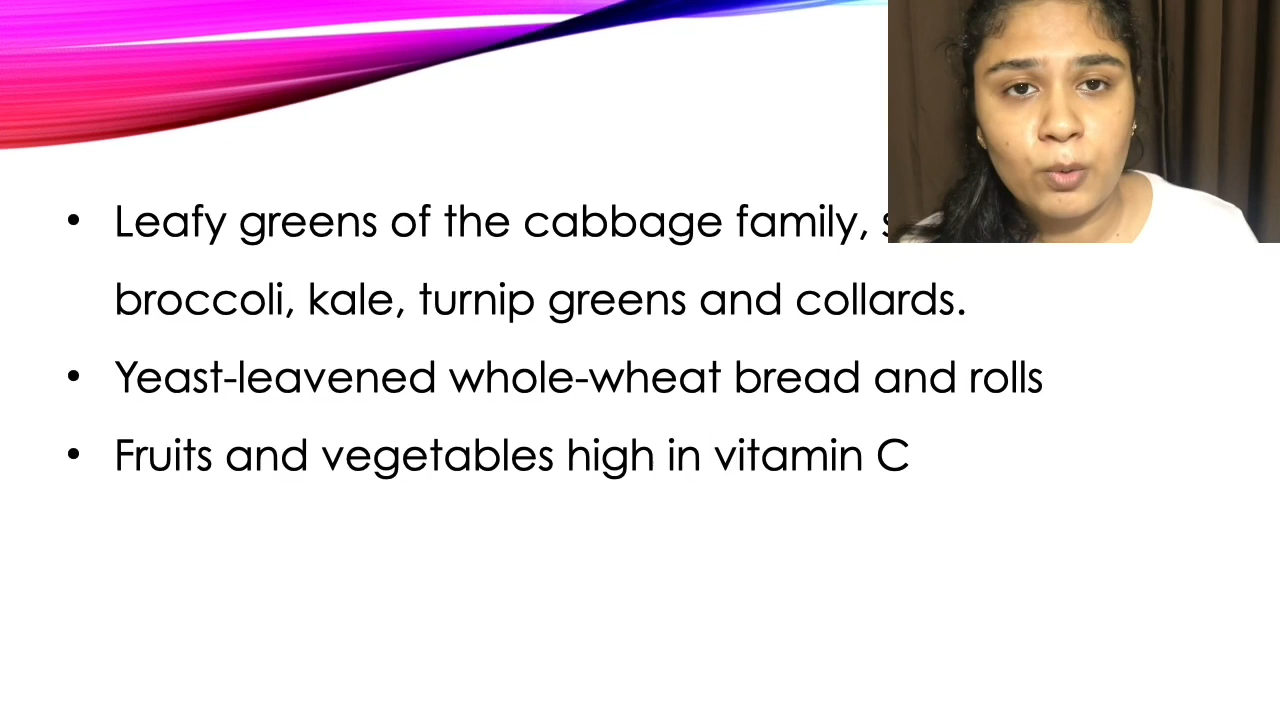 • Leafy greens of the cabbage family,
broccoli, kale, turnip greens and collards.
• Yeast-leavened whole-wheat bread and rolls
• Fruits and vegetables high in vitamin C